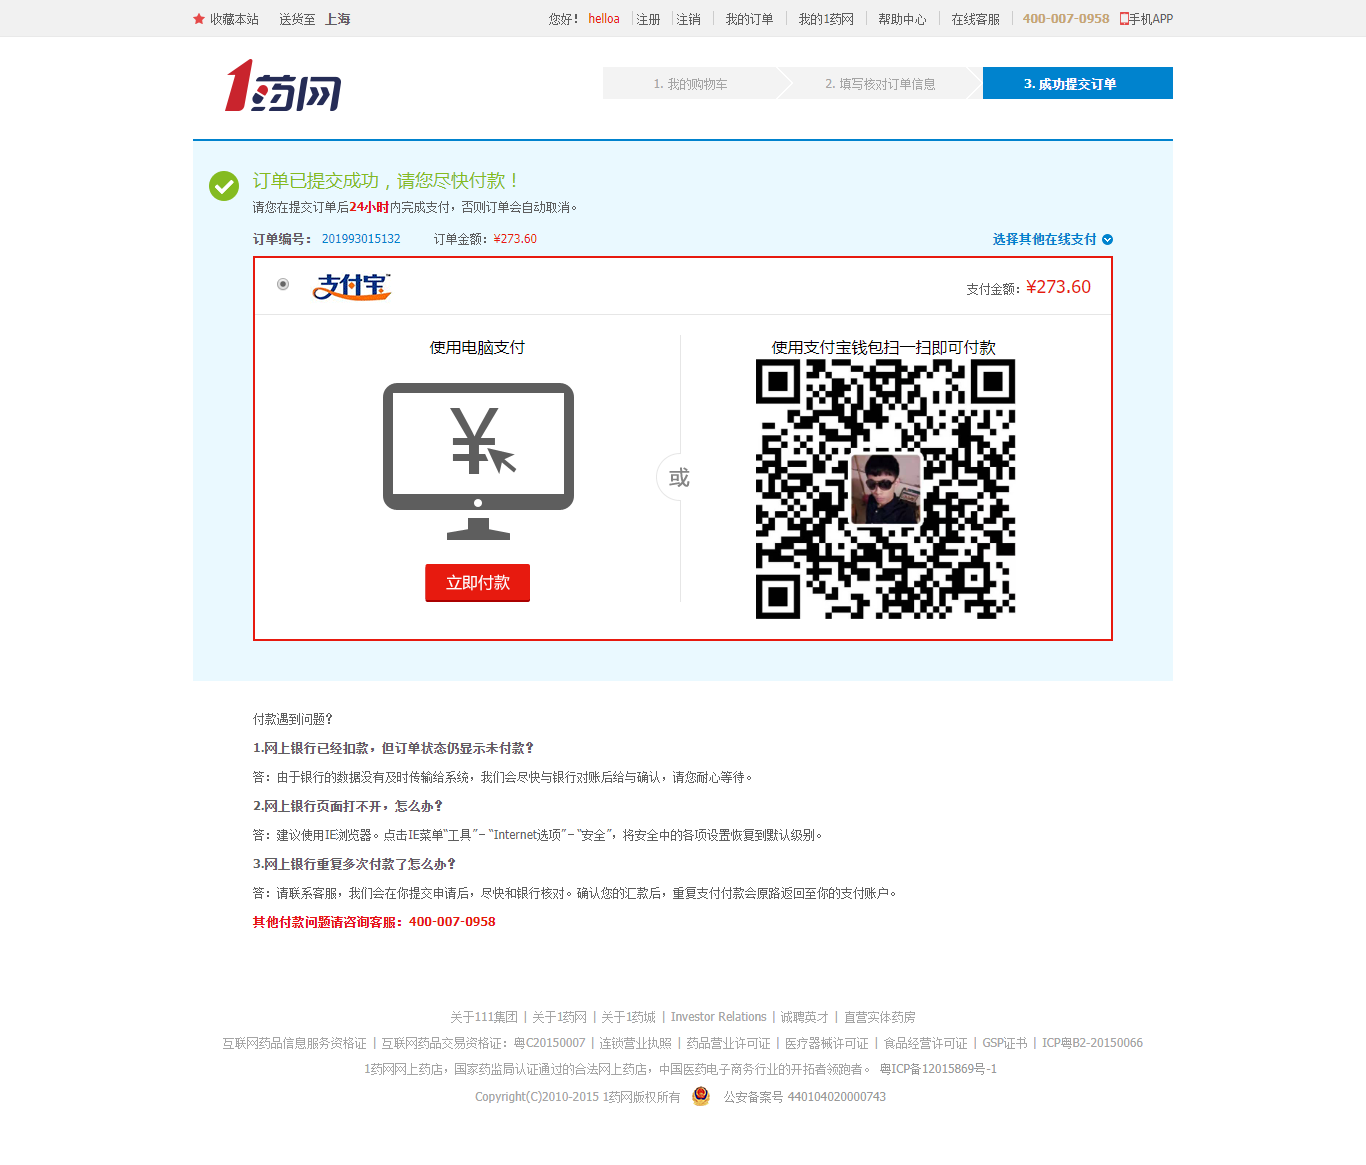 收藏本站 送货至 上海 您好！ helloa 注册 注销 我的订单 我的1药网 帮助中心 在线客服 400-007-0958 手机APP
1药网
1. 我的购物车 2. 填写核对订单信息 3. 成功提交订单
订单已提交成功，请您尽快付款！
请您在提交订单后24小时内完成支付，否则订单会自动取消。
订单编号： 201993015132 订单金额：¥273.60 选择其他在线支付
支付宝™ 支付金额：¥273.60
使用电脑支付 使用支付宝钱包扫一扫即可付款
¥
或
立即付款
付款遇到问题？
1.网上银行已经扣款，但订单状态仍显示未付款？
答：由于银行的数据没有及时传输给系统，我们会尽快与银行对账后给与确认，请您耐心等待。
2.网上银行页面打不开，怎么办？
答：建议使用IE浏览器。点击IE菜单“工具”– “Internet选项”– “安全”，将安全中的各项设置恢复到默认级别。
3.网上银行重复多次付款了怎么办？
答：请联系客服，我们会在你提交申请后，尽快和银行核对。确认您的汇款后，重复支付付款会原路返回至你的支付账户。
其他付款问题请咨询客服：400-007-0958
关于111集团 | 关于1药网 | 关于1药城 | Investor Relations | 诚聘英才 | 直营实体药房
互联网药品信息服务资格证 | 互联网药品交易资格证：粤C20150007 | 连锁营业执照 | 药品营业许可证 | 医疗器械许可证 | 食品经营许可证 | GSP证书 | ICP粤B2-20150066
1药网网上药店，国家药监局认证通过的合法网上药店，中国医药电子商务行业的开拓者领跑者。 粤ICP备12015869号-1
Copyright(C)2010-2015 1药网版权所有 公安备案号 440104020000743